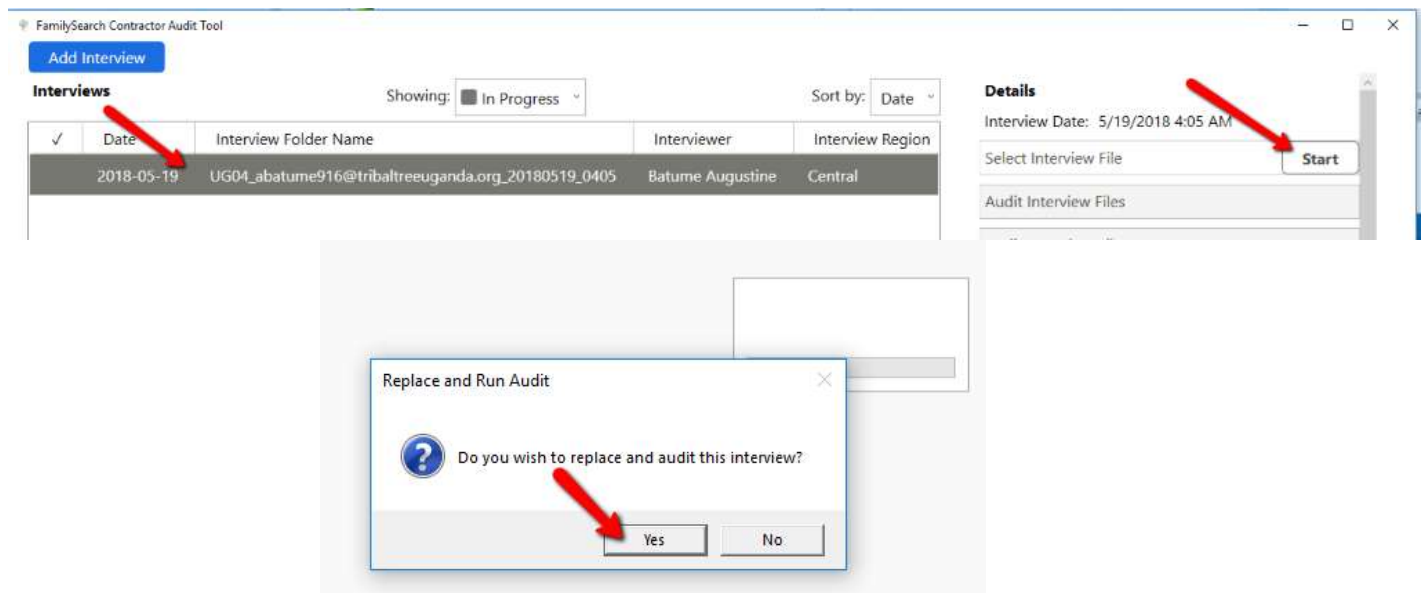 FamilySearch Contractor Audit Tool
Add Interview
Interviews Showing: In Progress Sort by: Date
✓ Date Interview Folder Name Interviewer Interview Region
2018-05-19 UG04_abatume916@tribaltreeuganda.org_20180519_0405 Batume Augustine Central
Details
Interview Date: 5/19/2018 4:05 AM
Select Interview File Start
Audit Interview Files
Replace and Run Audit
Do you wish to replace and audit this interview?
Yes No